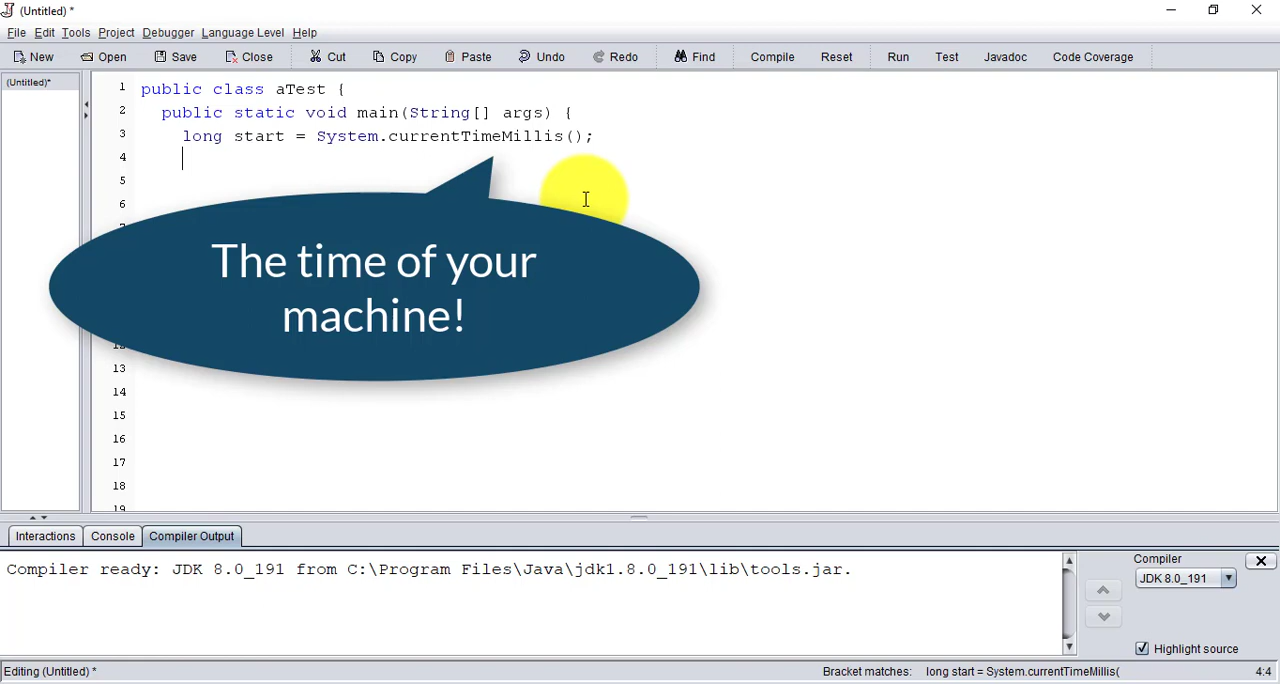 (Untitled) *
File Edit Tools Project Debugger Language Level Help
New Open Save Close Cut Copy Paste Undo Redo Find Compile Reset Run Test Javadoc Code Coverage
(Untitled)*
1 public class aTest {
2 public static void main(String[] args) {
3 long start = System.currentTimeMillis();
4
5
6
The time of your
machine!
13
14
15
16
17
18
19
Interactions Console Compiler Output
Compiler ready: JDK 8.0_191 from C:\Program Files\Java\jdk1.8.0_191\lib\tools.jar.
Compiler
JDK 8.0_191
Highlight source
Editing (Untitled) * Bracket matches: long start = System.currentTimeMillis( 4:4